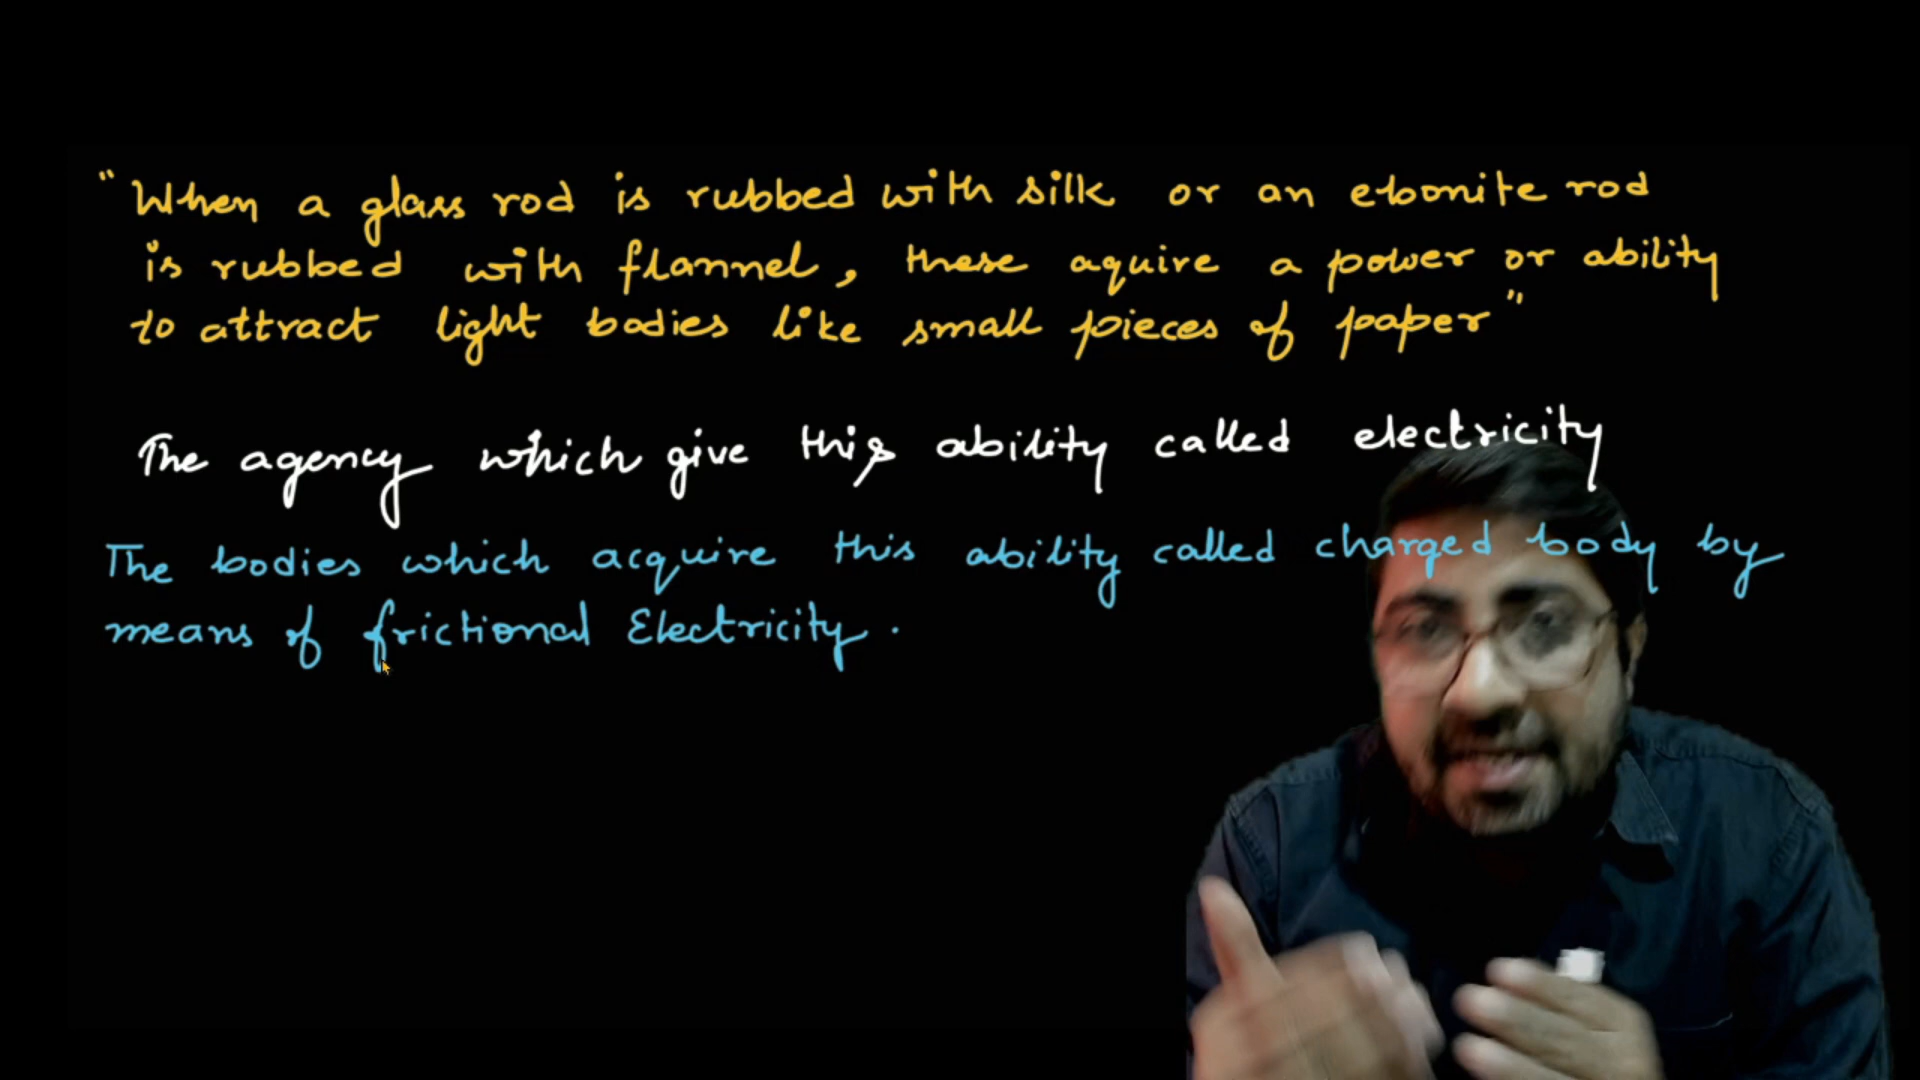 "When a glass rod is rubbed with silk or an ebonite rod
is rubbed with flannel, these aquire a power or ability
to attract light bodies like small pieces of paper"
The agency which give this ability called electricity
The bodies which acquire this ability called charged body by
means of frictional Electricity.